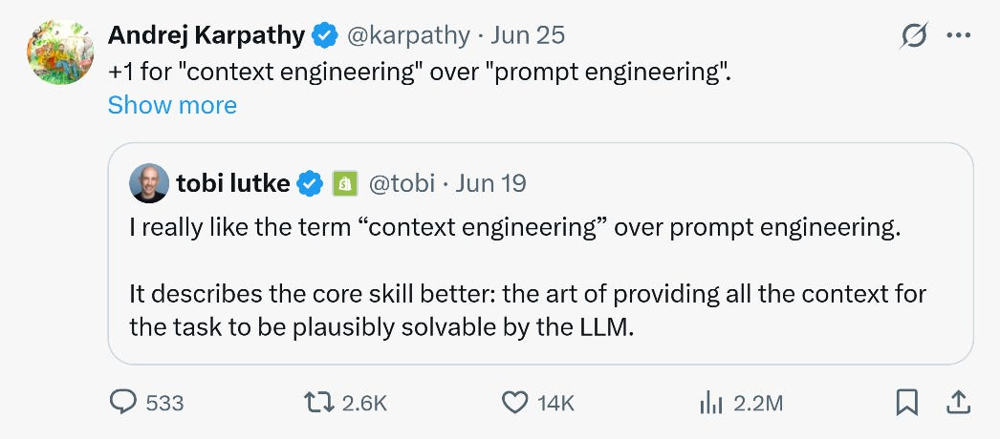 Andrej Karpathy @karpathy · Jun 25
+1 for "context engineering" over "prompt engineering".
Show more
tobi lutke @tobi · Jun 19
I really like the term “context engineering” over prompt engineering.
It describes the core skill better: the art of providing all the context for
the task to be plausibly solvable by the LLM.
533 2.6K 14K 2.2M